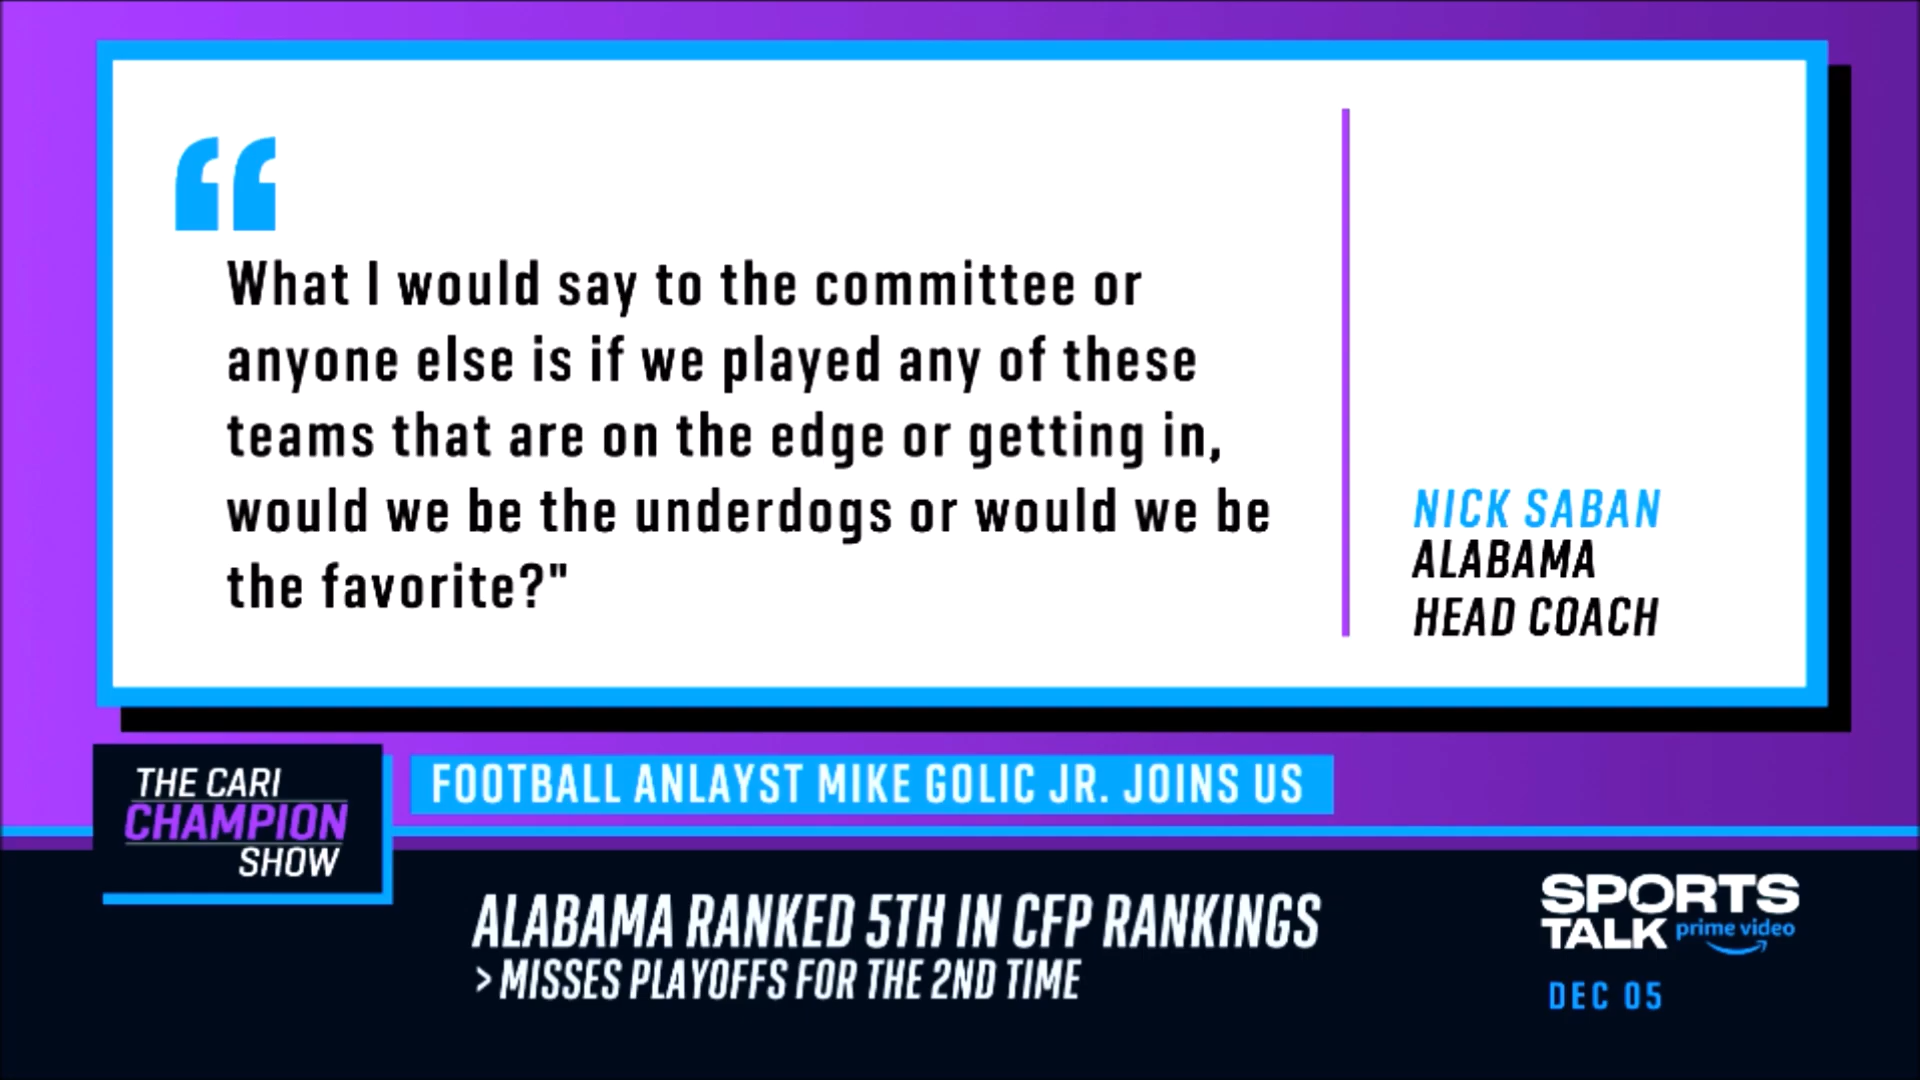 “
What I would say to the committee or
anyone else is if we played any of these
teams that are on the edge or getting in,
would we be the underdogs or would we be
the favorite?"
NICK SABAN
ALABAMA
HEAD COACH
THE CARI
CHAMPION
SHOW
FOOTBALL ANLAYST MIKE GOLIC JR. JOINS US
ALABAMA RANKED 5TH IN CFP RANKINGS
> MISSES PLAYOFFS FOR THE 2ND TIME
SPORTS
TALK prime video
DEC 05